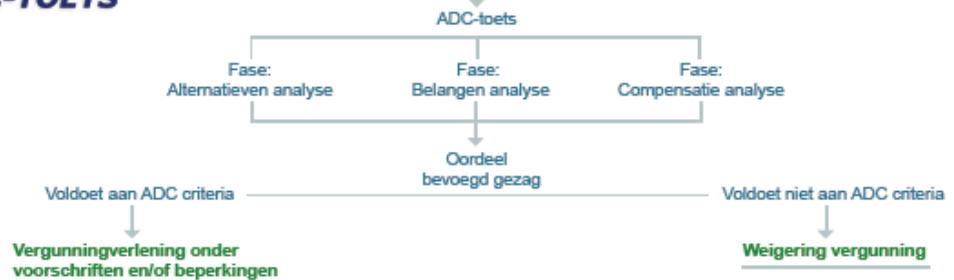 -TOETS
ADC-toets
Fase:
Alternatieven analyse
Fase:
Belangen analyse
Fase:
Compensatie analyse
Oordeel
bevoegd gezag
Voldoet aan ADC criteria
Voldoet niet aan ADC criteria
Vergunningverlening onder
voorschriften en/of beperkingen
Weigering vergunning